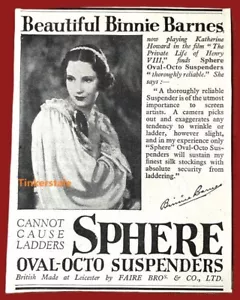 Beautiful Binnie Barnes
now playing Katherine
Howard in the film "The
Private Life of Henry
VIII," finds Sphere
Oval-Octo Suspenders
"thoroughly reliable." She
says :—
"A thoroughly reliable
Suspender is of the utmost
importance to screen
artists. A camera picks
out and exaggerates any
tendency to wrinkle or
ladder, however slight,
and in my experience only
"Sphere" Oval-Octo Sus-
penders will sustain my
finest silk stockings with
absolute security from
laddering."
Binnie Barnes
Tinserstale
CANNOT
CAUSE
LADDERS
SPHERE
OVAL-OCTO SUSPENDERS
British Made at Leicester by FAIRE BROS & CO., LTD.